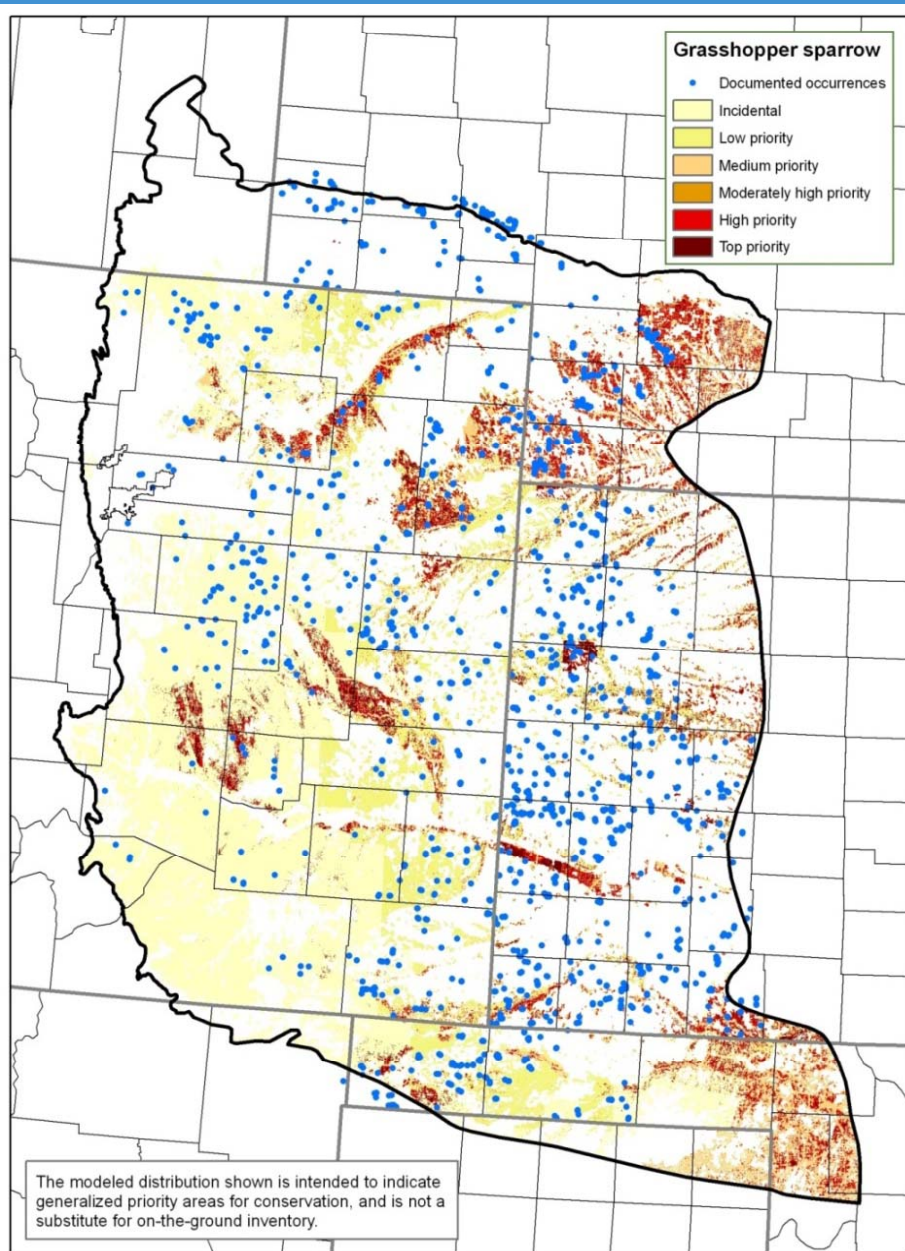 Grasshopper sparrow
Documented occurrences
Incidental
Low priority
Medium priority
Moderately high priority
High priority
Top priority
The modeled distribution shown is intended to indicate
generalized priority areas for conservation, and is not a
substitute for on-the-ground inventory.